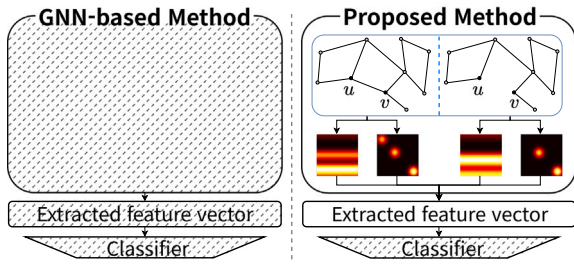 GNN-based Method
Extracted feature vector
Classifier
Proposed Method
u
v
u
v
Extracted feature vector
Classifier